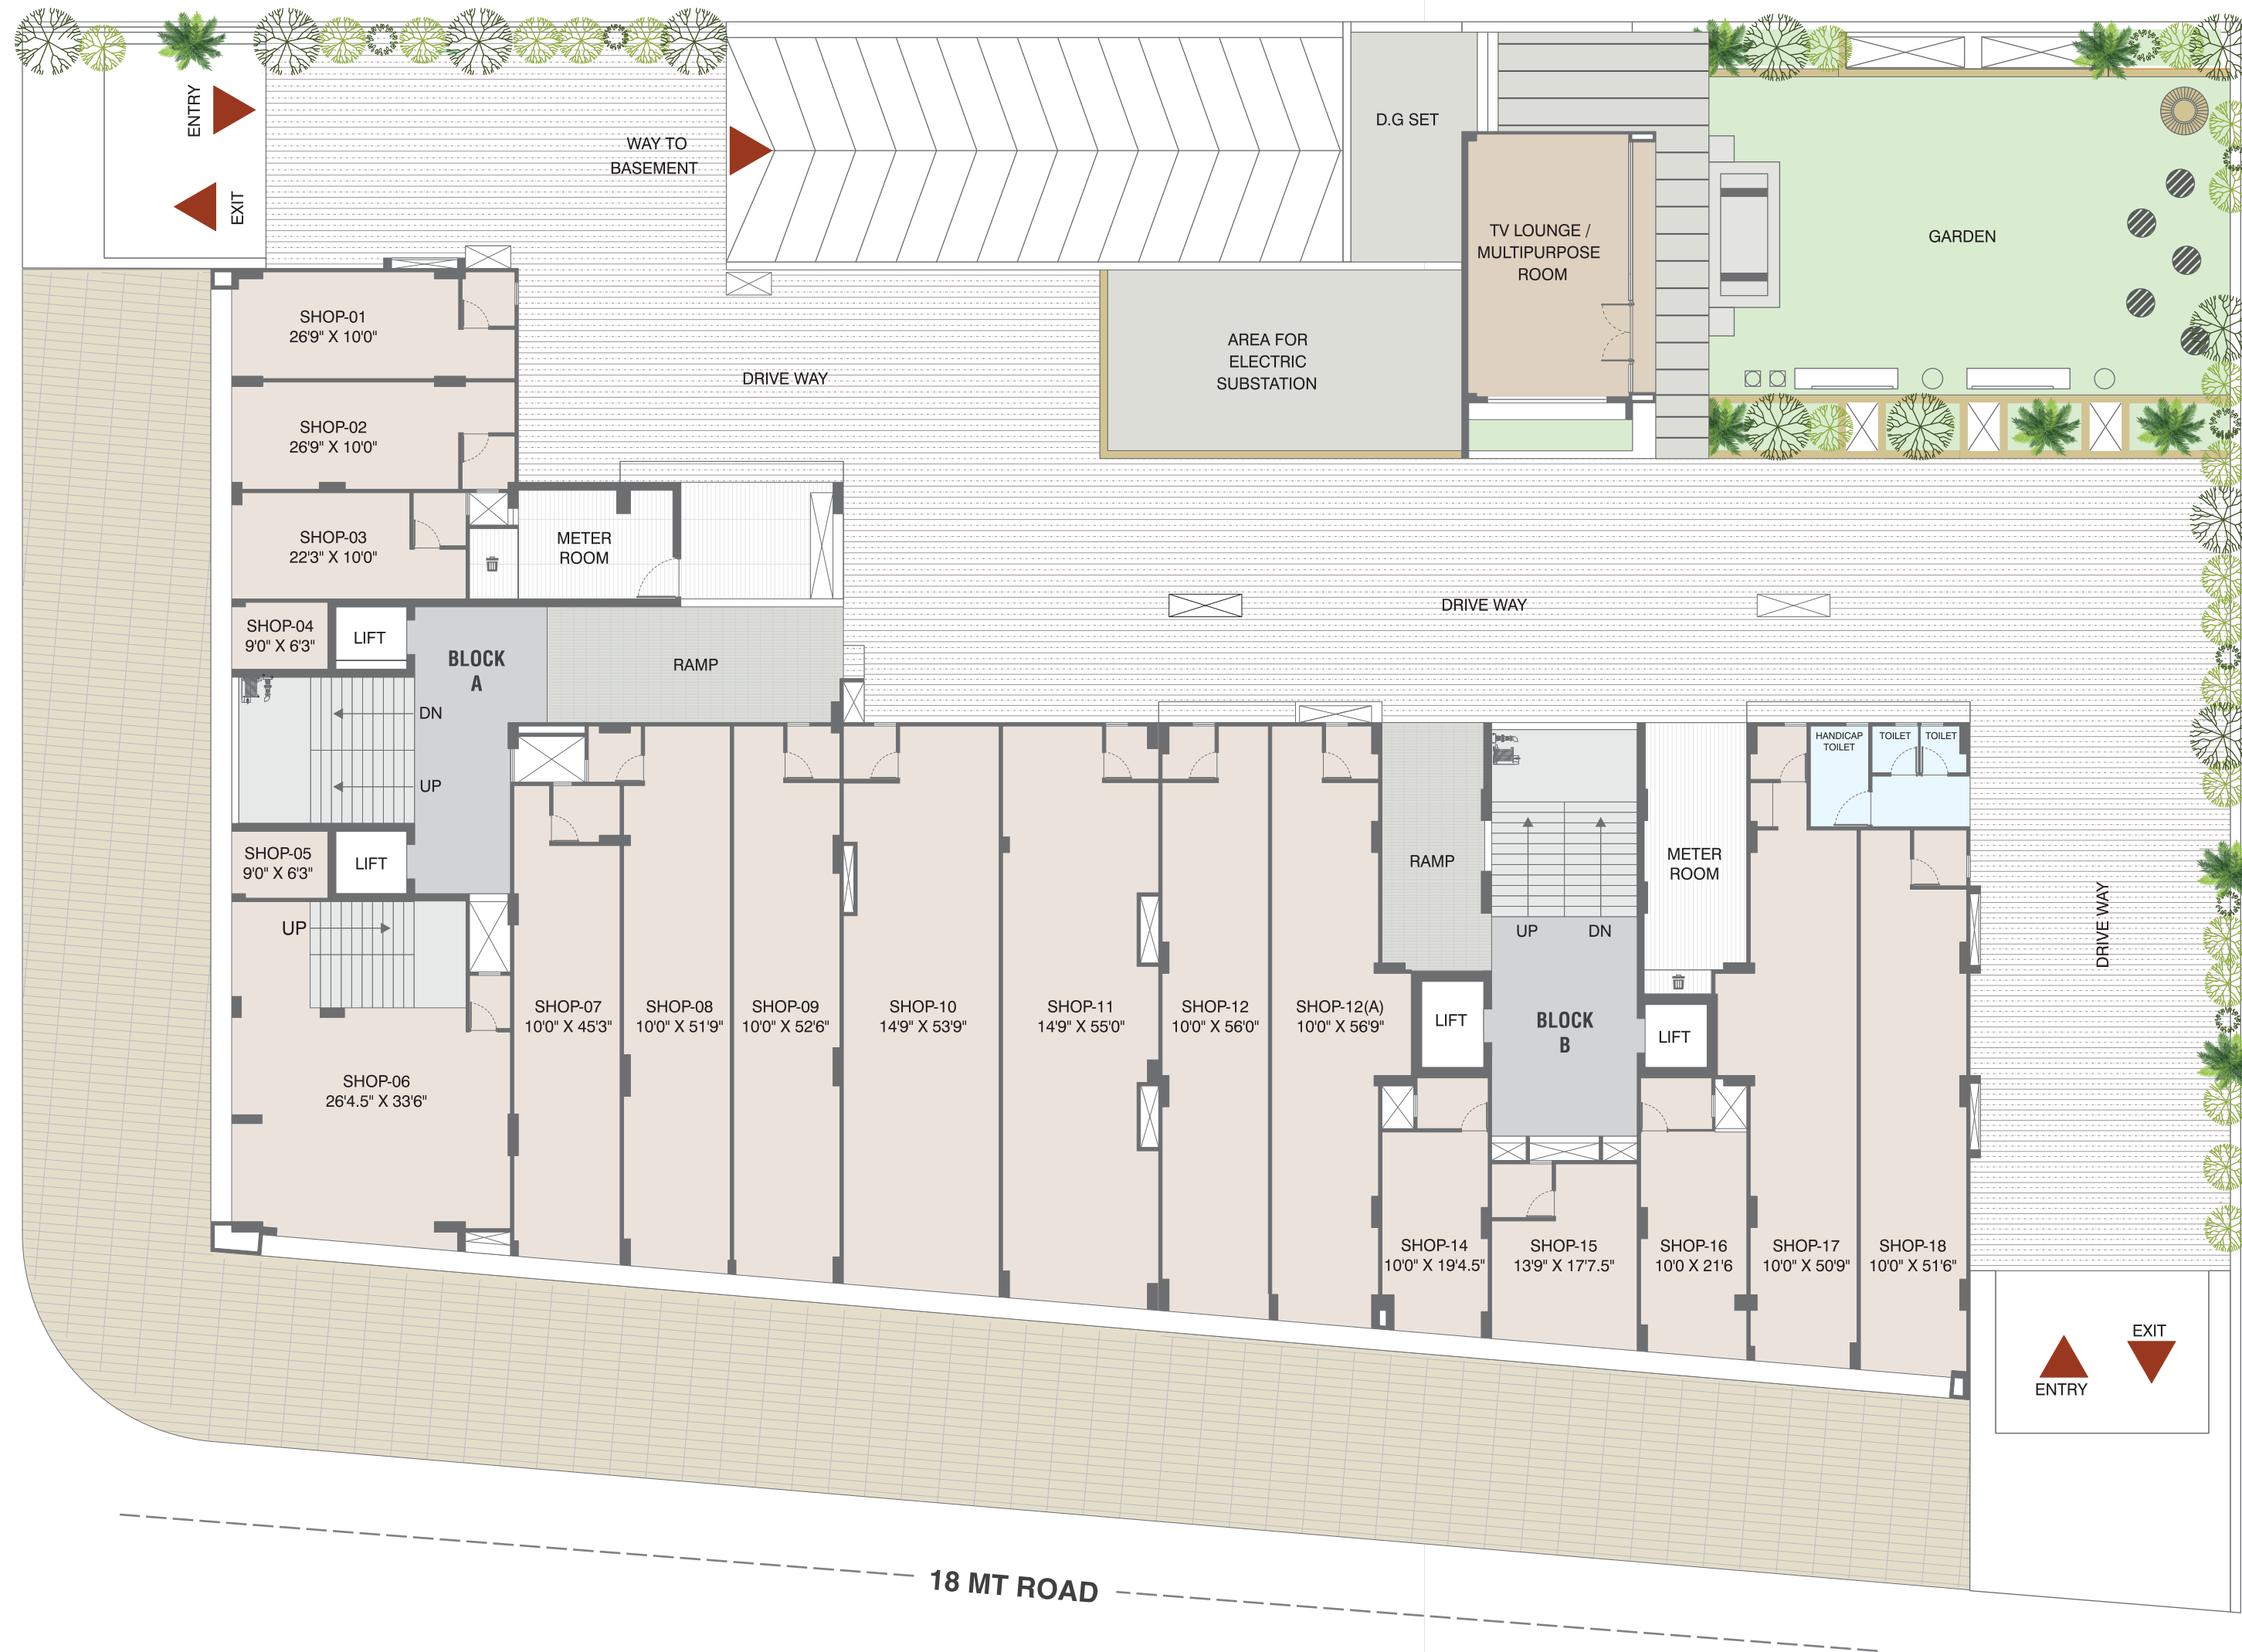 ENTRY
EXIT
WAY TO
BASEMENT
D.G SET
TV LOUNGE /
MULTIPURPOSE
ROOM
GARDEN
AREA FOR
ELECTRIC
SUBSTATION
DRIVE WAY
SHOP-01
26'9" X 10'0"
SHOP-02
26'9" X 10'0"
SHOP-03
22'3" X 10'0"
METER
ROOM
DRIVE WAY
SHOP-04
9'0" X 6'3"
LIFT
BLOCK
A
RAMP
DN
UP
SHOP-05
9'0" X 6'3"
LIFT
UP
SHOP-06
26'4.5" X 33'6"
SHOP-07
10'0" X 45'3"
SHOP-08
10'0" X 51'9"
SHOP-09
10'0" X 52'6"
SHOP-10
14'9" X 53'9"
SHOP-11
14'9" X 55'0"
SHOP-12
10'0" X 56'0"
SHOP-12(A)
10'0" X 56'9"
RAMP
UP
DN
LIFT
BLOCK
B
LIFT
METER
ROOM
HANDICAP
TOILET
TOILET
TOILET
DRIVE WAY
SHOP-14
10'0" X 19'4.5"
SHOP-15
13'9" X 17'7.5"
SHOP-16
10'0 X 21'6
SHOP-17
10'0" X 50'9"
SHOP-18
10'0" X 51'6"
EXIT
ENTRY
18 MT ROAD